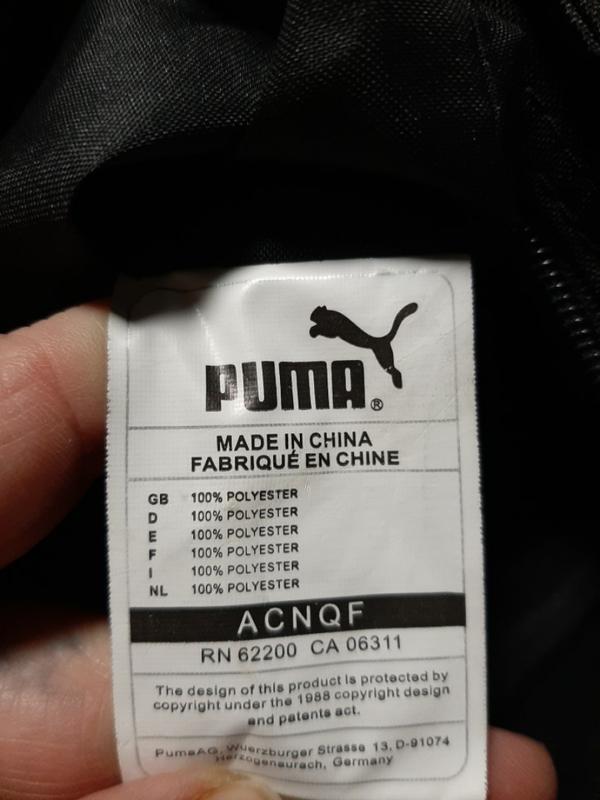 PUMA®
MADE IN CHINA
FABRIQUÉ EN CHINE
GB 100% POLYESTER
D 100% POLYESTER
E 100% POLYESTER
F 100% POLYESTER
I 100% POLYESTER
NL 100% POLYESTER
ACNQF
RN 62200 CA 06311
The design of this product is protected by
copyright under the 1988 copyright design
and patents act.
PumaAG, Wuerzburger Strasse 13, D-91074
Herzogenaurach, Germany